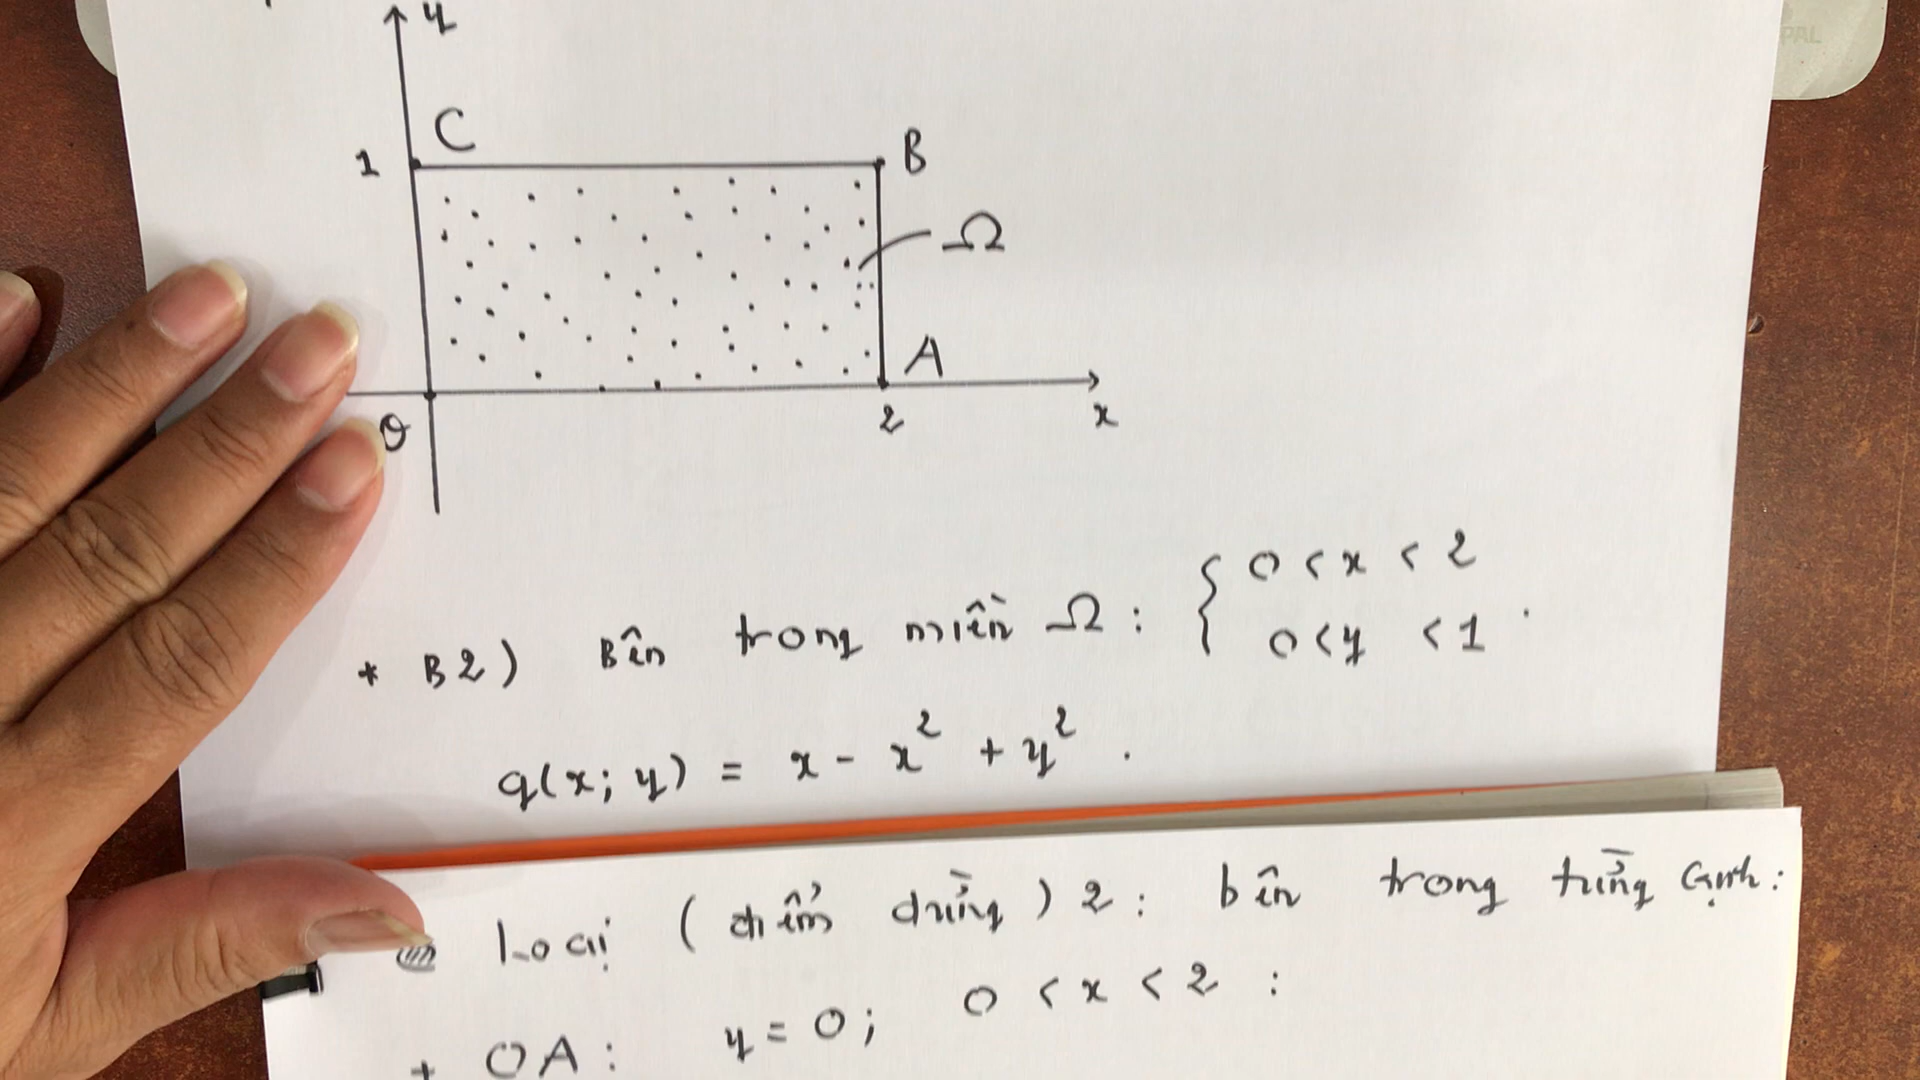 y
C
1
B
Ω
A
O
2
x
* B2) Bên trong miền Ω : { 0 < x < 2
0 < y < 1 .
g(x; y) = x - x² + y² .
Loại (điểm dừng) 2 : bên trong từng cạnh :
+ OA : y = 0 ; 0 < x < 2 :
PAL